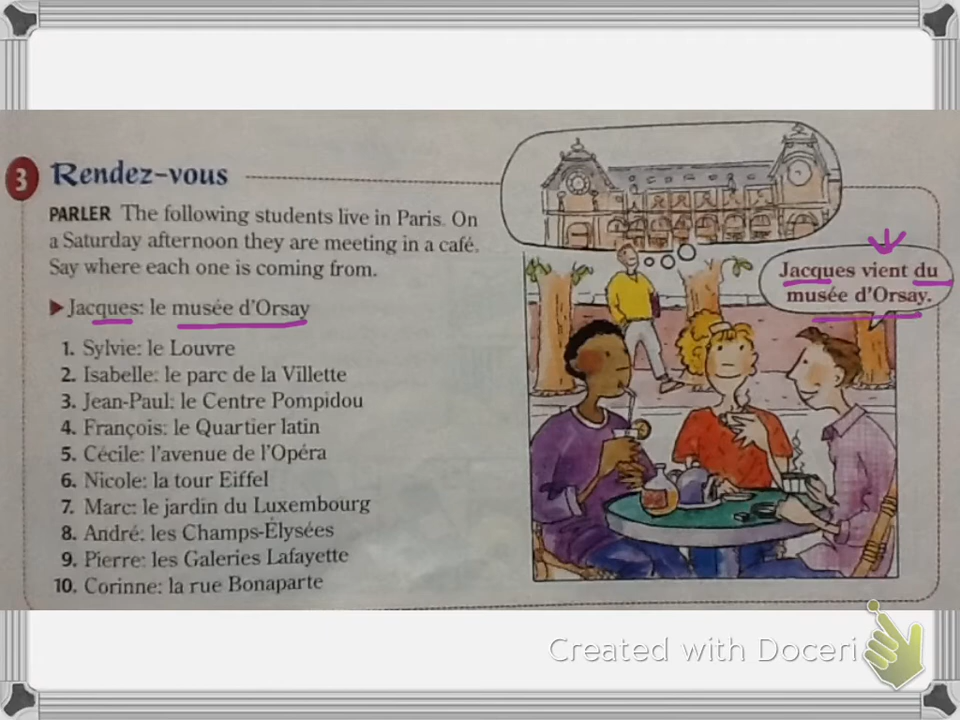 3 Rendez-vous
PARLER The following students live in Paris. On
a Saturday afternoon they are meeting in a café.
Say where each one is coming from.
▶ Jacques: le musée d'Orsay
Jacques vient du
musée d'Orsay.
1. Sylvie: le Louvre
2. Isabelle: le parc de la Villette
3. Jean-Paul: le Centre Pompidou
4. François: le Quartier latin
5. Cécile: l'avenue de l'Opéra
6. Nicole: la tour Eiffel
7. Marc: le jardin du Luxembourg
8. André: les Champs-Élysées
9. Pierre: les Galeries Lafayette
10. Corinne: la rue Bonaparte
Created with Doceri